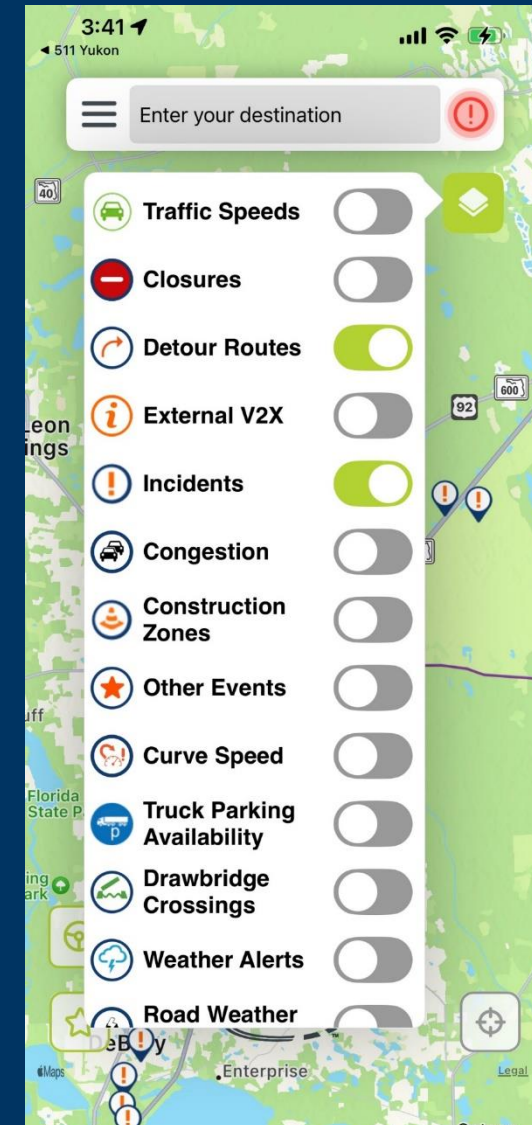 3:41
◀ 511 Yukon
Enter your destination
40
Traffic Speeds
Closures
Detour Routes
600
92
External V2X
Leon
ings
Incidents
Congestion
Construction
Zones
Other Events
uff
Curve Speed
Florida
State P
Truck Parking
Availability
P
ing
ark
Drawbridge
Crossings
Weather Alerts
Road Weather
DeB y
Maps
Enterprise
Legal